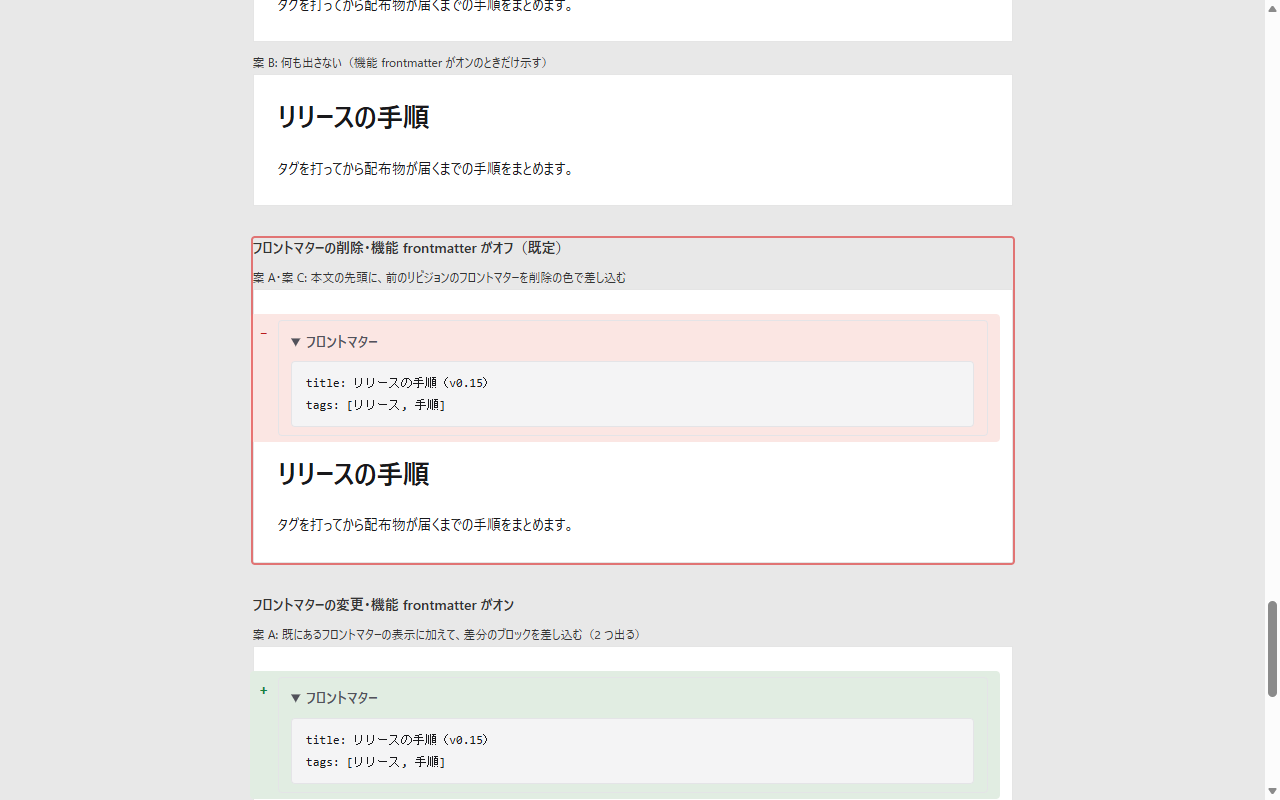 タグを打ってから配布物が届くまでの手順をまとめます。
案 B: 何も出さない（機能 frontmatter がオンのときだけ示す）
リリースの手順
タグを打ってから配布物が届くまでの手順をまとめます。
フロントマターの削除・機能 frontmatter がオフ（既定）
案 A・案 C: 本文の先頭に、前のリビジョンのフロントマターを削除の色で差し込む
−
▼ フロントマター
title: リリースの手順（v0.15）
tags: [リリース, 手順]
リリースの手順
タグを打ってから配布物が届くまでの手順をまとめます。
フロントマターの変更・機能 frontmatter がオン
案 A: 既にあるフロントマターの表示に加えて、差分のブロックを差し込む（2 つ出る）
+
▼ フロントマター
title: リリースの手順（v0.15）
tags: [リリース, 手順]